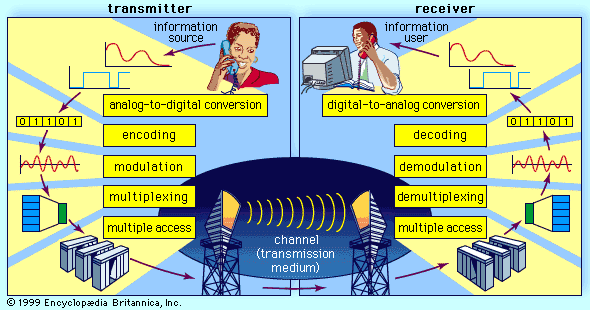 transmitter
information
source
analog-to-digital conversion
0 1 1 0 1
encoding
modulation
multiplexing
multiple access
receiver
information
user
digital-to-analog conversion
0 1 1 0 1
decoding
demodulation
demultiplexing
multiple access
channel
(transmission
medium)
© 1999 Encyclopædia Britannica, Inc.